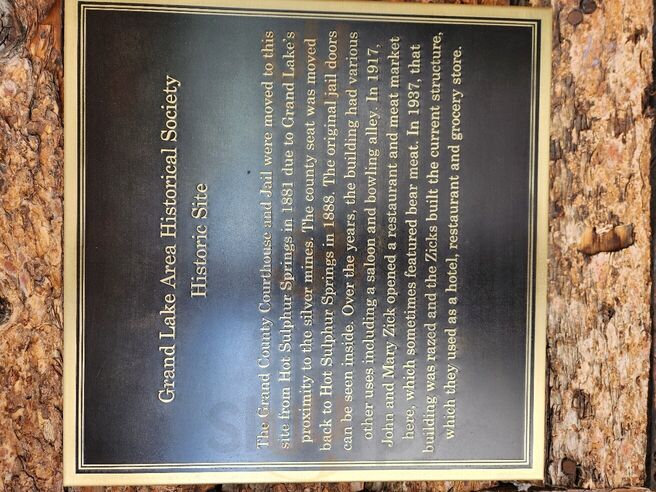 Grand Lake Area Historical Society
Historic Site
The Grand County Courthouse and Jail were moved to this
site from Hot Sulphur Springs in 1881 due to Grand Lake's
proximity to the silver mines. The county seat was moved
back to Hot Sulphur Springs in 1888. The original jail doors
can be seen inside. Over the years, the building had various
other uses including a saloon and bowling alley. In 1917,
John and Mary Zick opened a restaurant and meat market
here, which sometimes featured bear meat. In 1937, that
building was razed and the Zicks built the current structure,
which they used as a hotel, restaurant and grocery store.